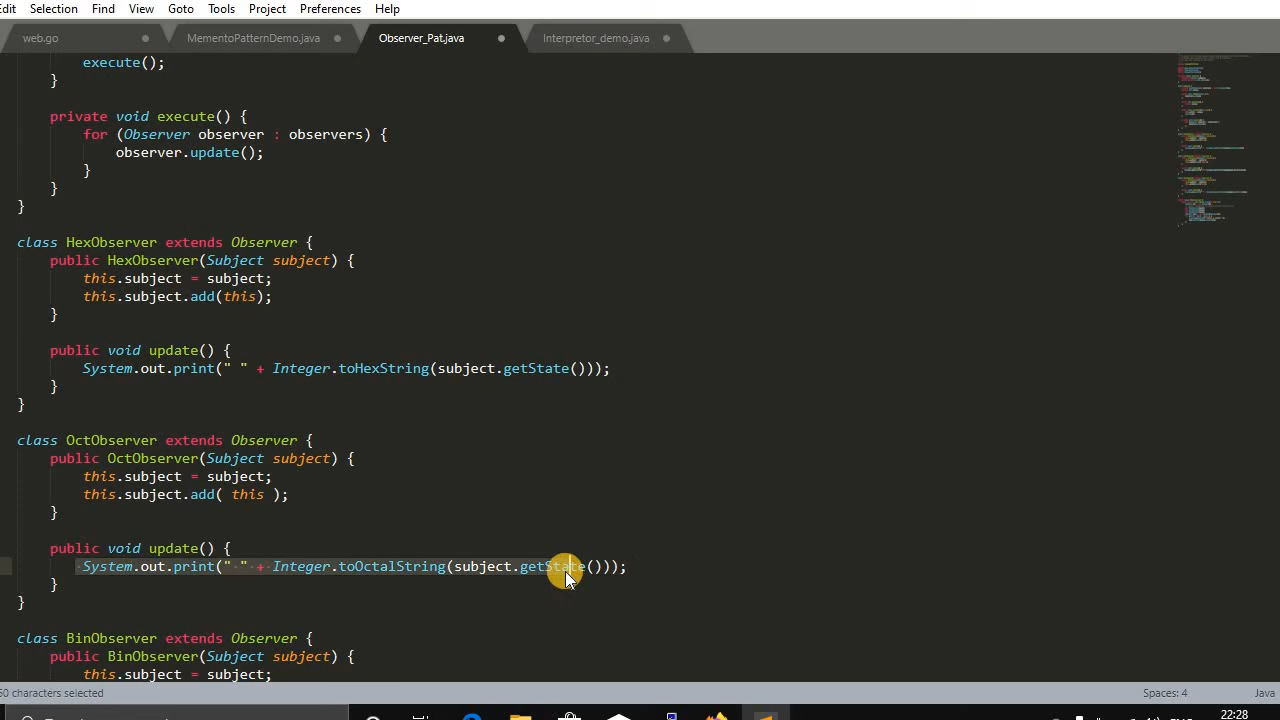 Edit Selection Find View Goto Tools Project Preferences Help
web.go MementoPatternDemo.java Observer_Pat.java Interpretor_demo.java
execute();
}
private void execute() {
for (Observer observer : observers) {
observer.update();
}
}
}
class HexObserver extends Observer {
public HexObserver(Subject subject) {
this.subject = subject;
this.subject.add(this);
}
public void update() {
System.out.print(" " + Integer.toHexString(subject.getState()));
}
}
class OctObserver extends Observer {
public OctObserver(Subject subject) {
this.subject = subject;
this.subject.add( this );
}
public void update() {
System.out.print(" " + Integer.toOctalString(subject.getState()));
}
}
class BinObserver extends Observer {
public BinObserver(Subject subject) {
this.subject = subject;
characters selected Spaces: 4 Java
22:28